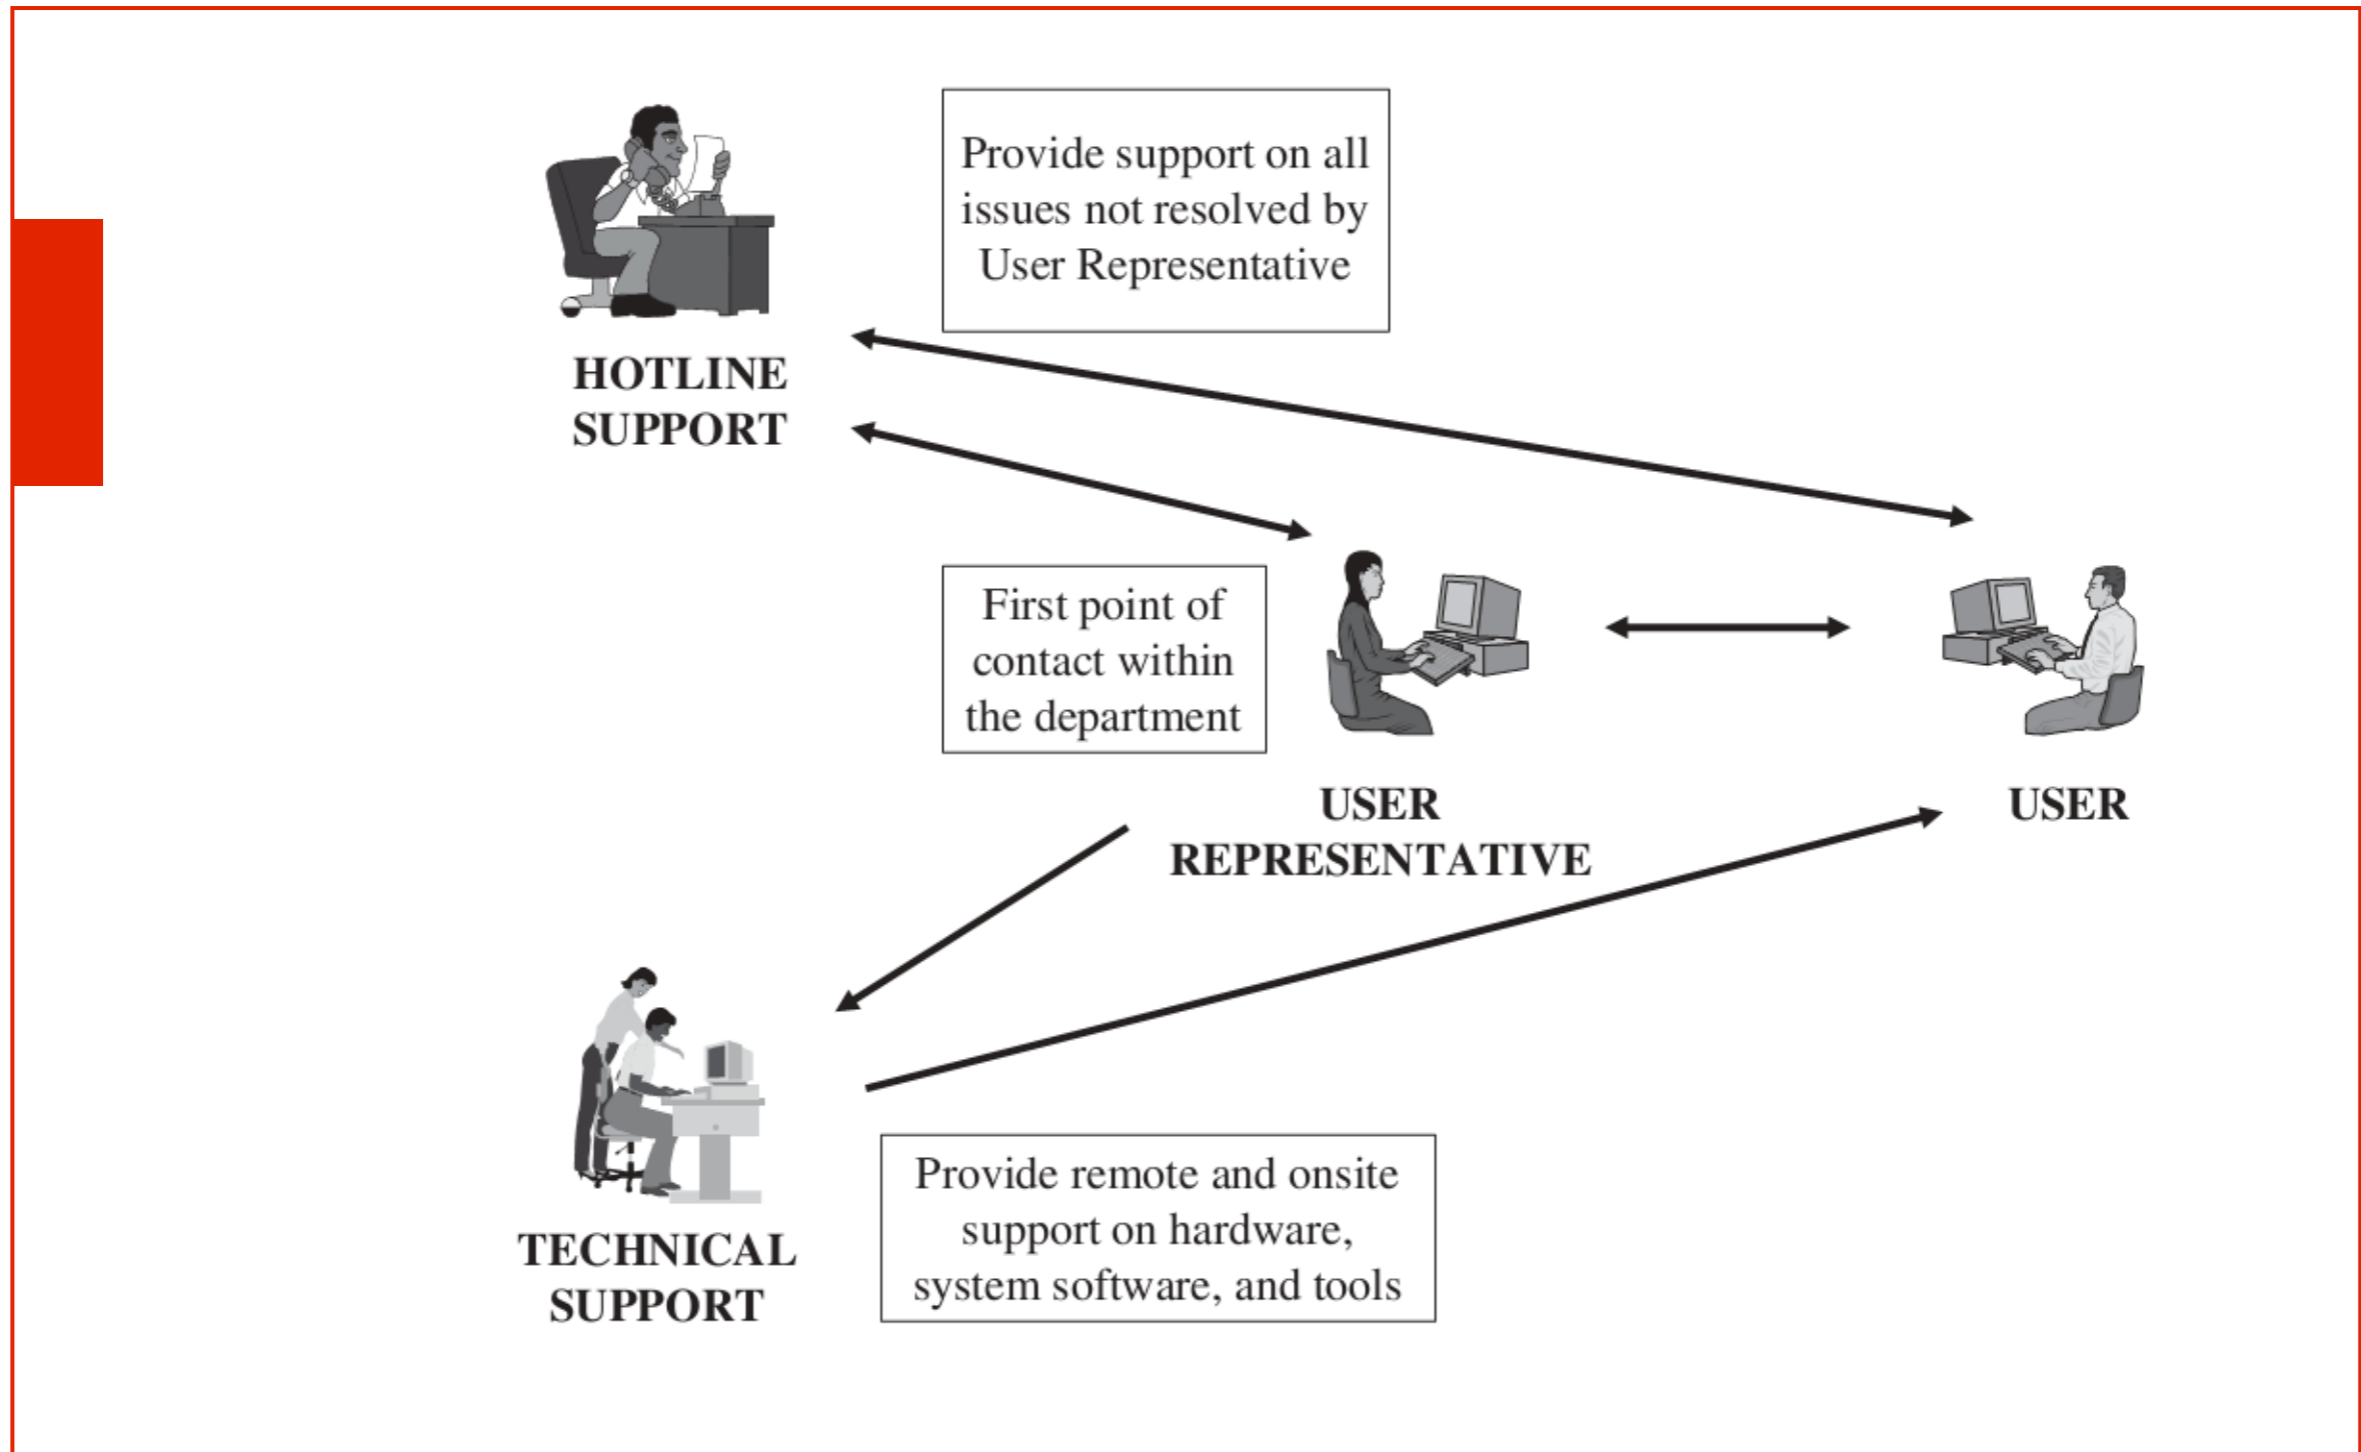 Provide support on all
issues not resolved by
User Representative
HOTLINE
SUPPORT
First point of
contact within
the department
USER
REPRESENTATIVE
USER
TECHNICAL
SUPPORT
Provide remote and onsite
support on hardware,
system software, and tools